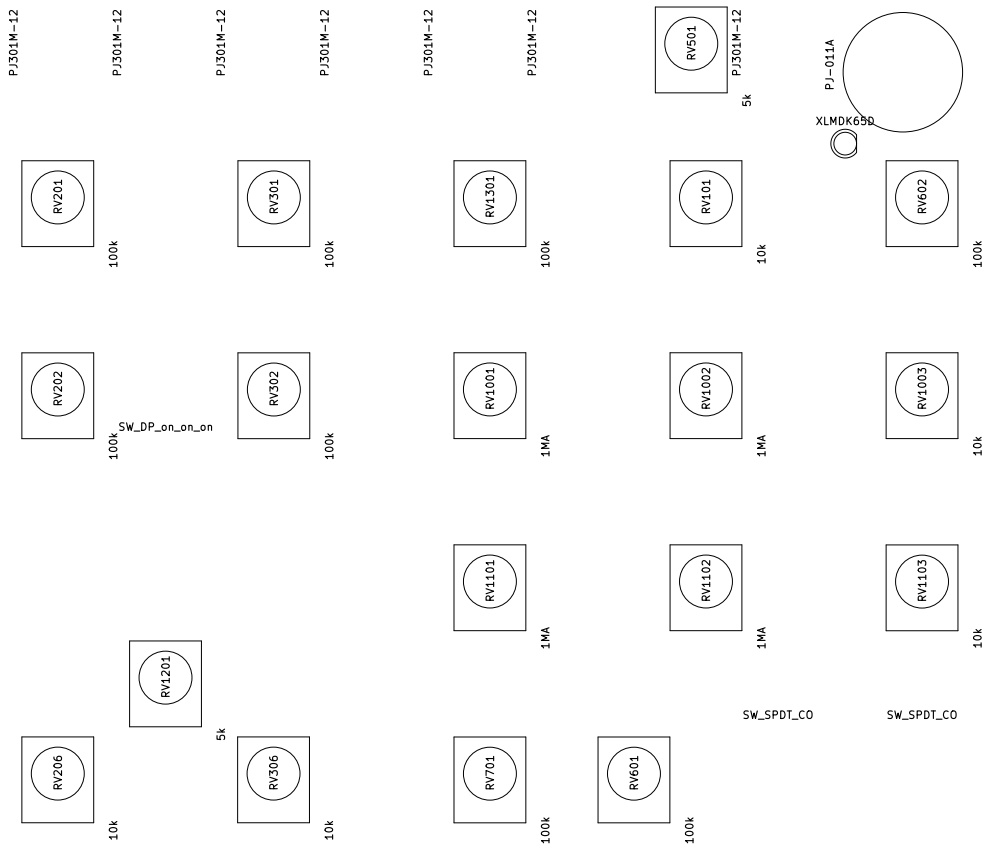 PJ301M-12
PJ301M-12
PJ301M-12
PJ301M-12
PJ301M-12
PJ301M-12
RV501
PJ301M-12
5k
PJ-011A
XLMDK65D
RV201
100k
RV301
100k
RV1301
100k
RV101
10k
RV602
100k
RV202
100k
SW_DP_on_on_on
RV302
100k
RV1001
1MA
RV1002
1MA
RV1003
10k
RV1101
1MA
RV1102
1MA
RV1103
10k
RV1201
5k
SW_SPDT_CO
SW_SPDT_CO
RV206
10k
RV306
10k
RV701
100k
RV601
100k